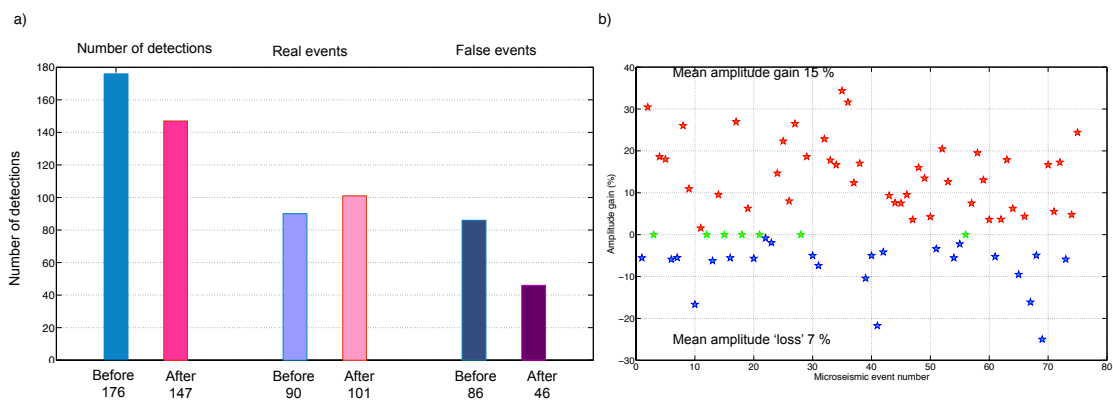 a)
Number of detections
Real events
False events
Number of detections
180
160
140
120
100
80
60
40
20
0
Before
176
After
147
Before
90
After
101
Before
86
After
46
b)
Mean amplitude gain 15 %
Amplitude gain (%)
40
30
20
10
0
−10
−20
−30
Mean amplitude ‘loss’ 7 %
0 10 20 30 40 50 60 70 80
Microseismic event number